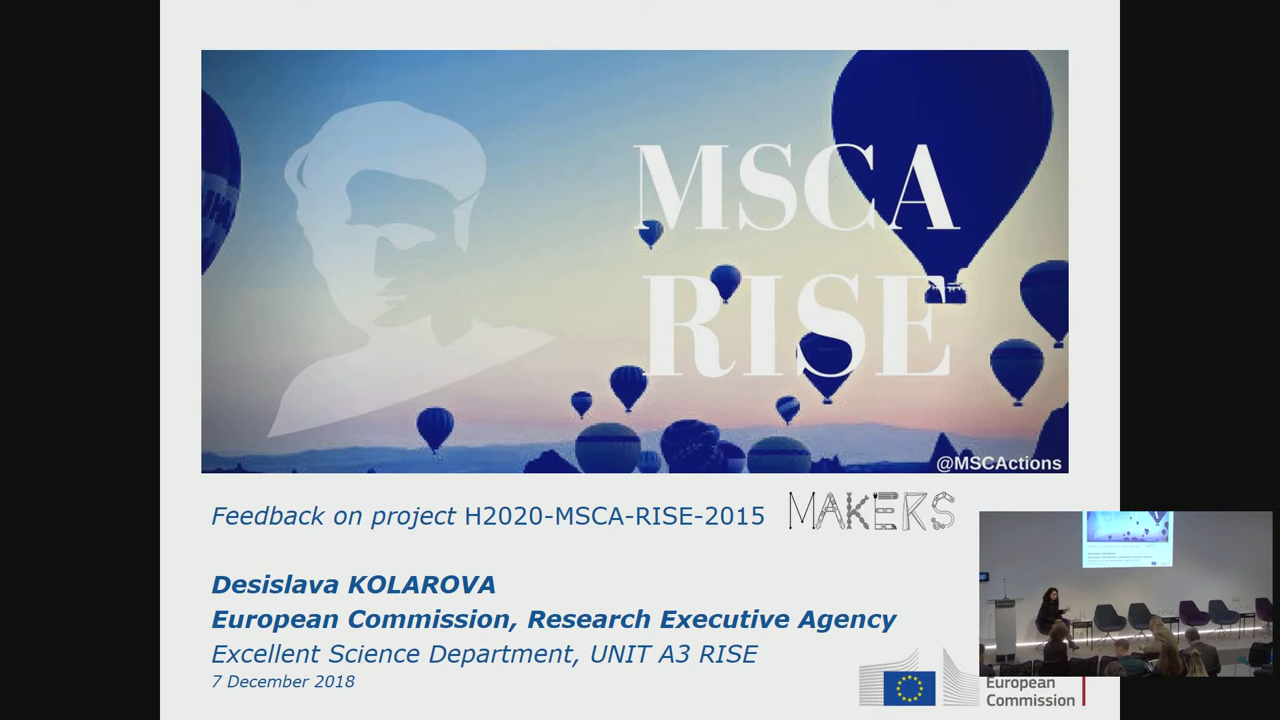 MSCA
RISE
@MSCActions
Feedback on project H2020-MSCA-RISE-2015 MAKERS
Desislava KOLAROVA
European Commission, Research Executive Agency
Excellent Science Department, UNIT A3 RISE
7 December 2018
European
Commission